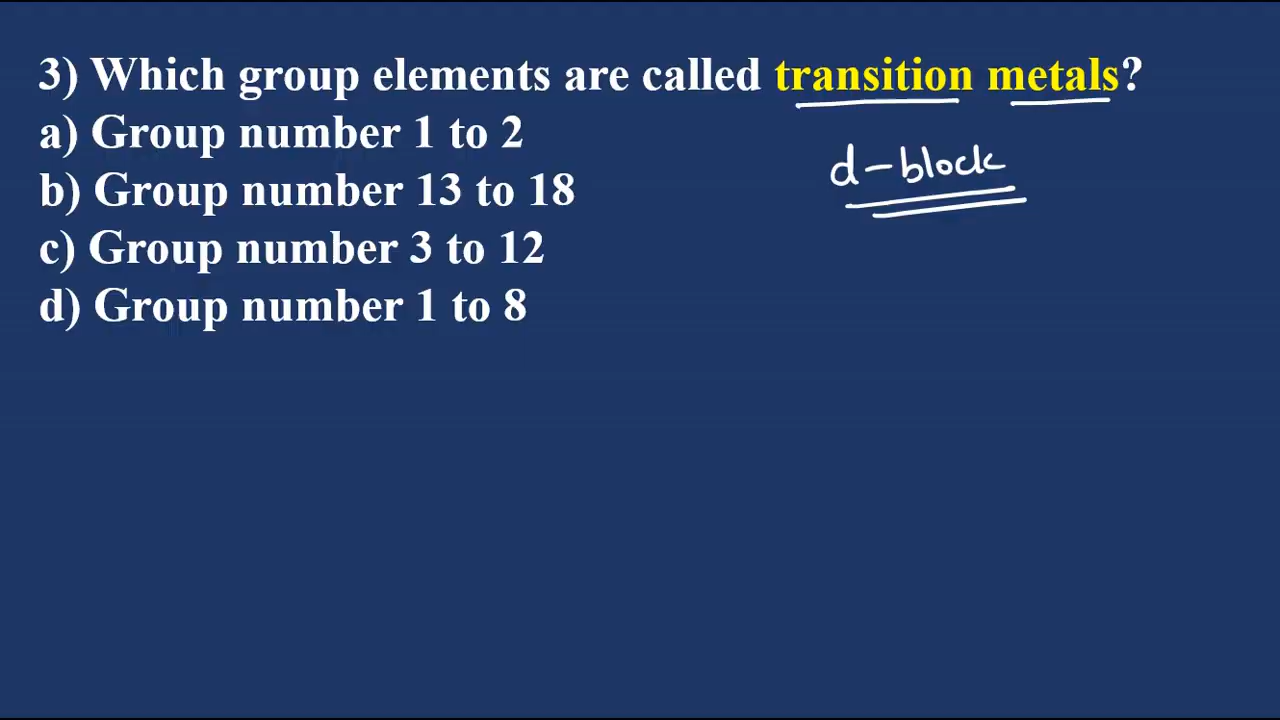 3) Which group elements are called transition metals?
a) Group number 1 to 2
d-block
b) Group number 13 to 18
c) Group number 3 to 12
d) Group number 1 to 8